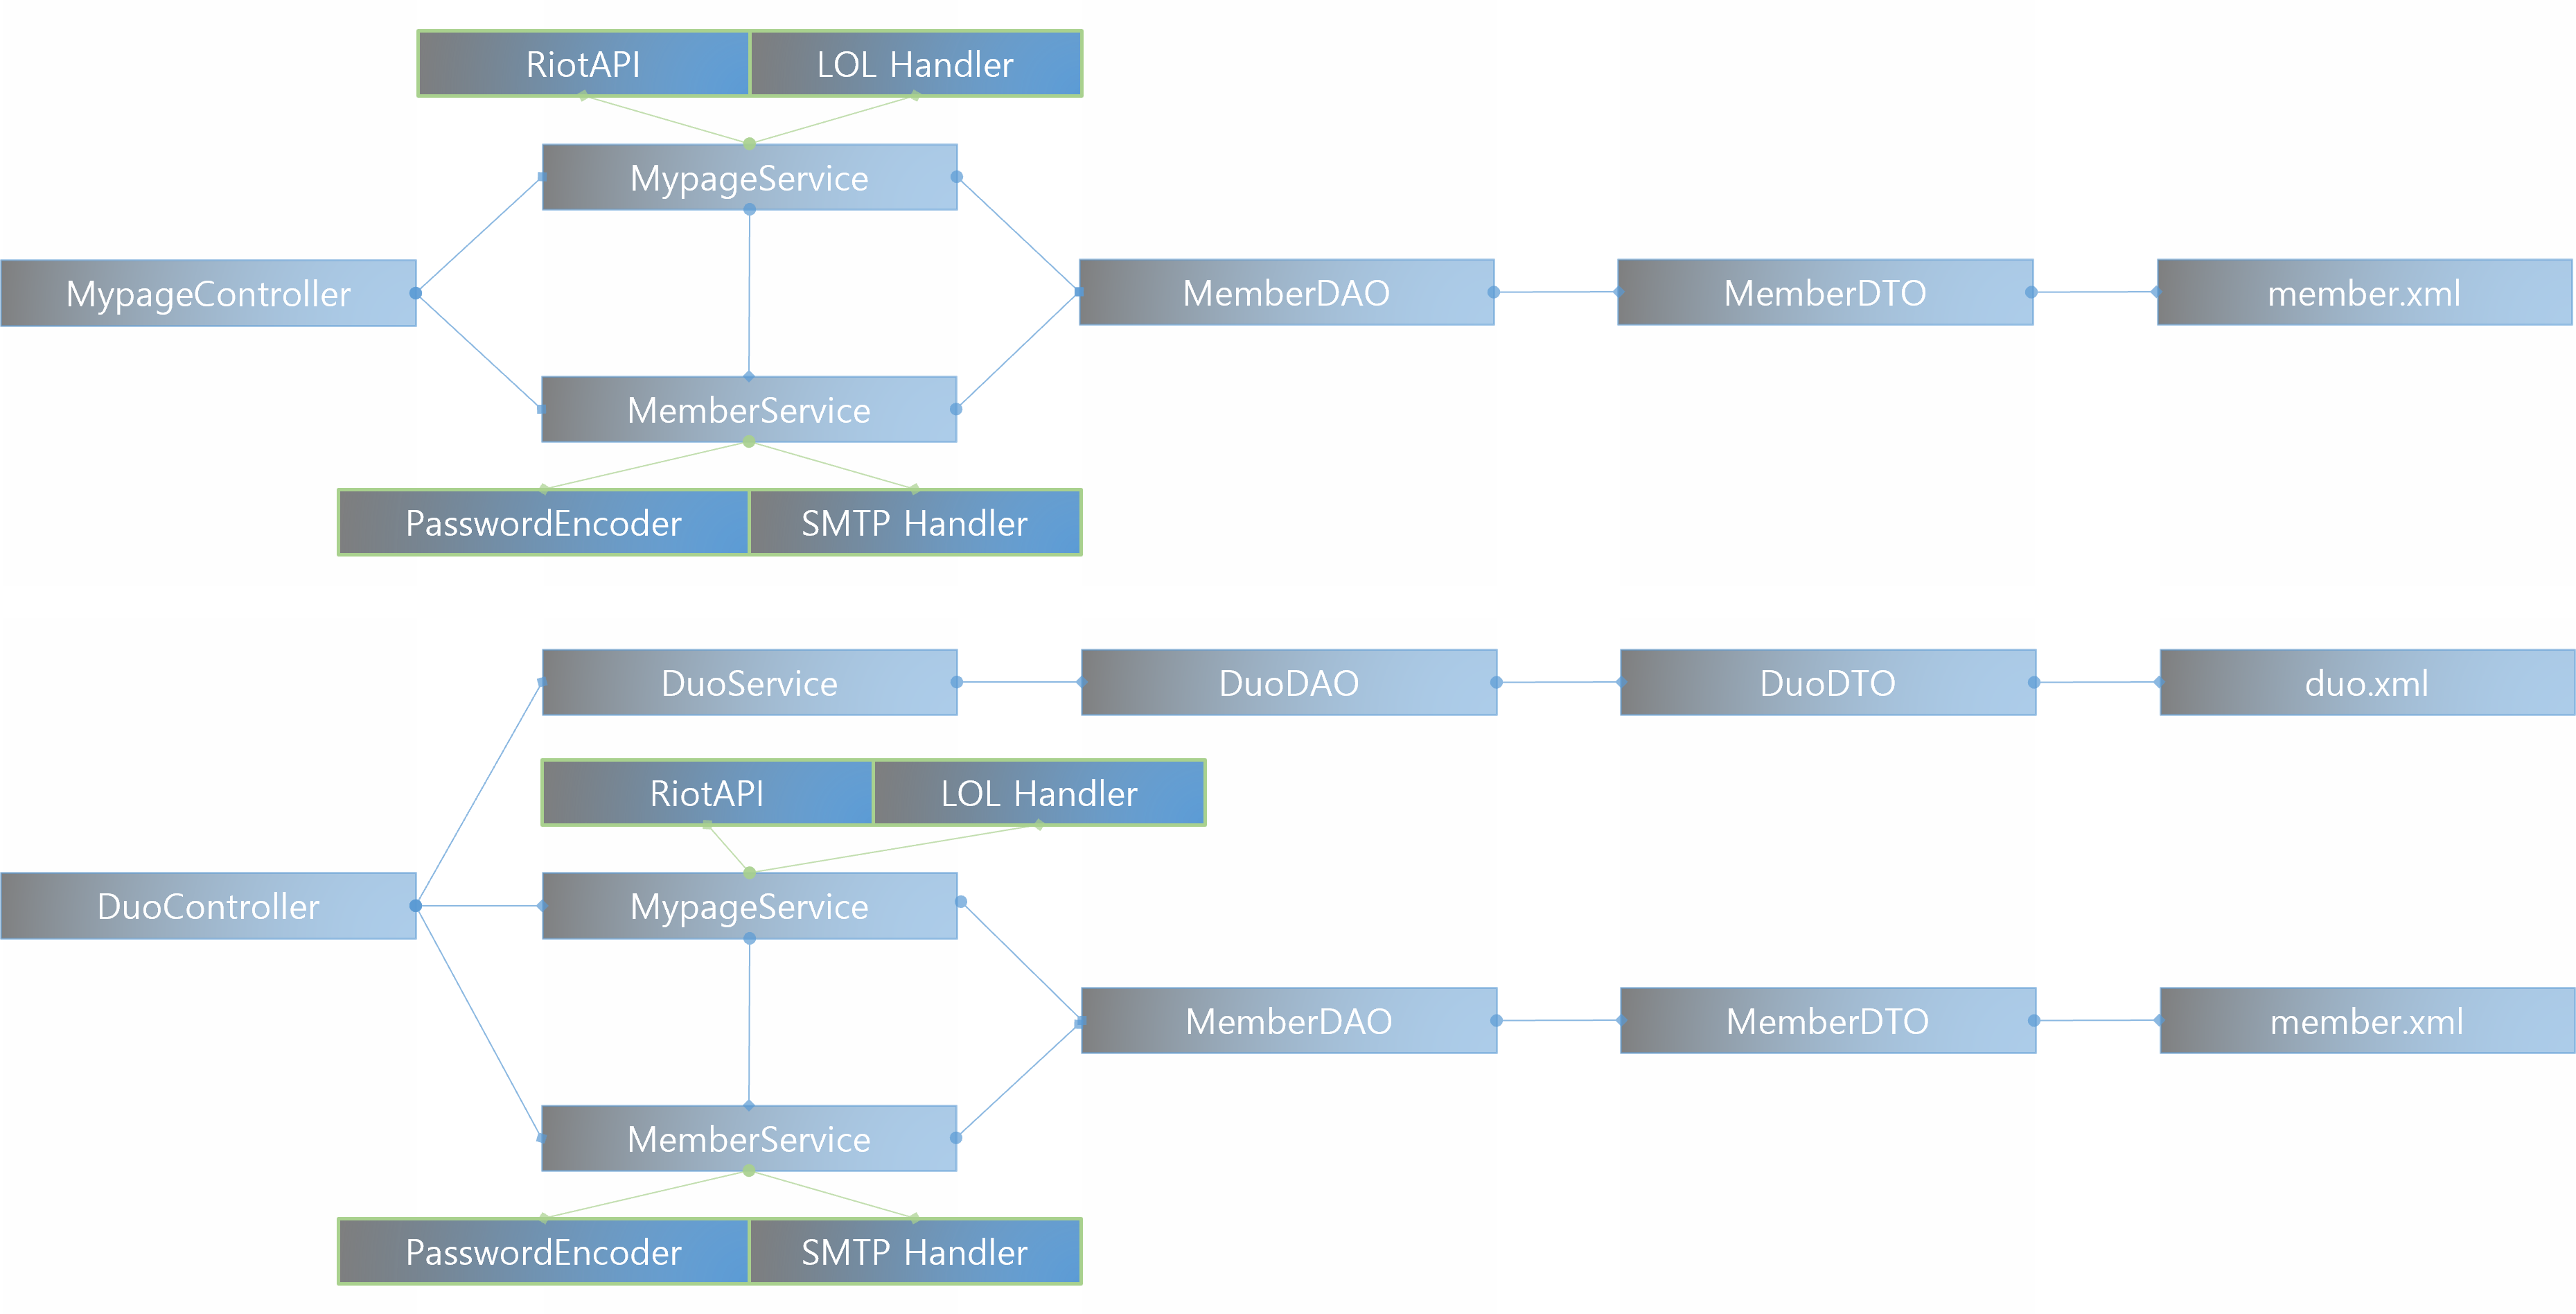 RiotAPI
LOL Handler
MypageService
MypageController
MemberDAO
MemberDTO
member.xml
MemberService
PasswordEncoder
SMTP Handler
DuoService
DuoDAO
DuoDTO
duo.xml
RiotAPI
LOL Handler
DuoController
MypageService
MemberDAO
MemberDTO
member.xml
MemberService
PasswordEncoder
SMTP Handler